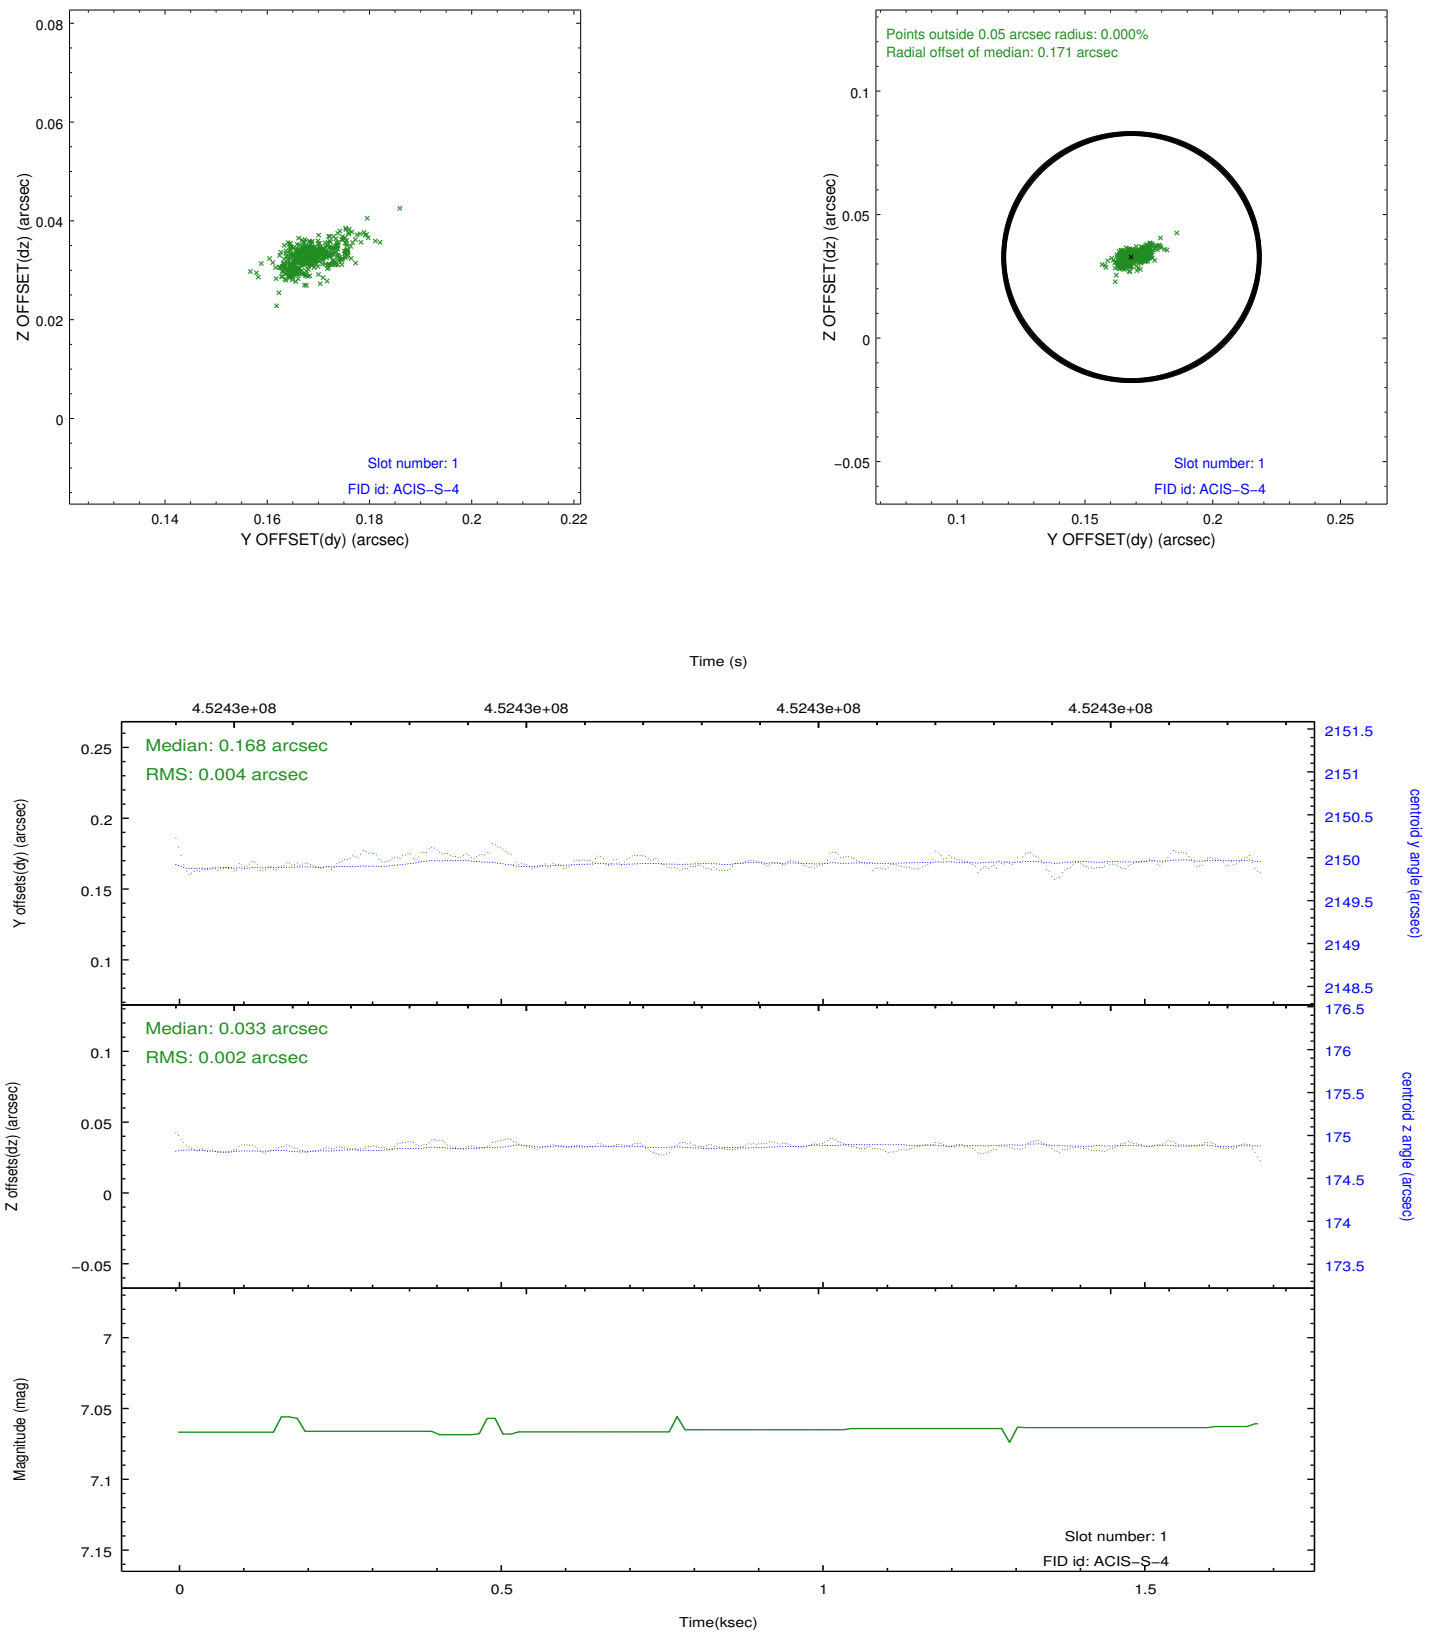 0.08
0.06
0.04
0.02
0
Z OFFSET(dz) (arcsec)
Slot number: 1
FID id: ACIS−S−4
0.14 0.16 0.18 0.2 0.22
Y OFFSET(dy) (arcsec)
Points outside 0.05 arcsec radius: 0.000%
Radial offset of median: 0.171 arcsec
0.1
0.05
0
−0.05
Z OFFSET(dz) (arcsec)
Slot number: 1
FID id: ACIS−S−4
0.1 0.15 0.2 0.25
Y OFFSET(dy) (arcsec)
Time (s)
4.5243e+08 4.5243e+08 4.5243e+08 4.5243e+08
Median: 0.168 arcsec
RMS: 0.004 arcsec
0.25
0.2
0.15
0.1
Y offsets(dy) (arcsec)
2151.5
2151
2150.5
2150
2149.5
2149
2148.5
centroid y angle (arcsec)
Median: 0.033 arcsec
RMS: 0.002 arcsec
0.1
0.05
0
−0.05
Z offsets(dz) (arcsec)
176.5
176
175.5
175
174.5
174
173.5
centroid z angle (arcsec)
7
7.05
7.1
7.15
Magnitude (mag)
Slot number: 1
FID id: ACIS−S−4
0 0.5 1 1.5
Time(ksec)